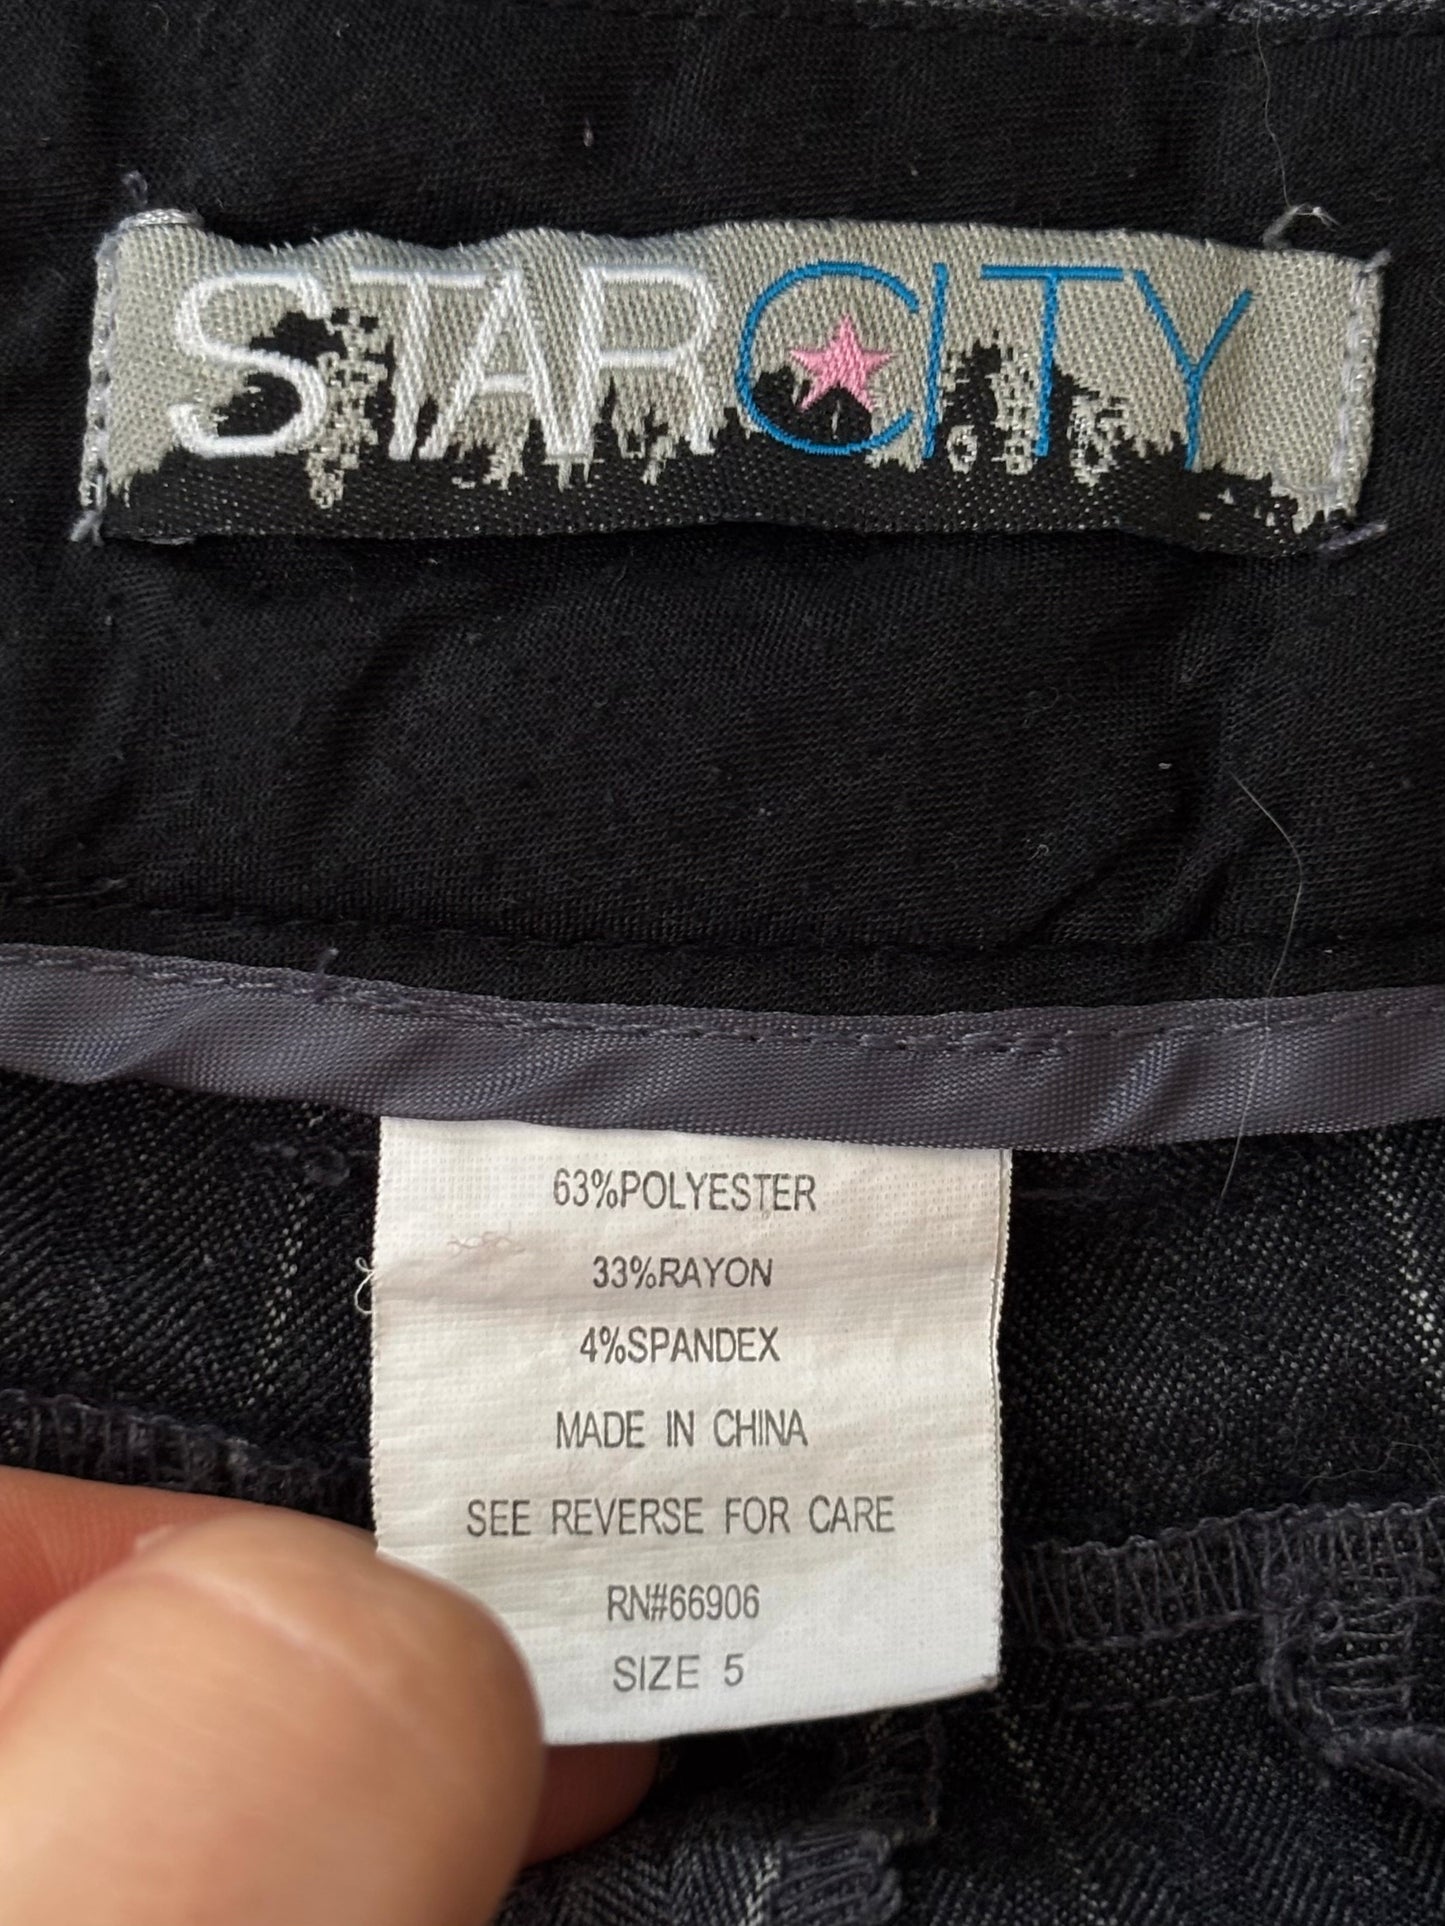 STARCITY
63%POLYESTER
33%RAYON
4%SPANDEX
MADE IN CHINA
SEE REVERSE FOR CARE
RN#66906
SIZE 5